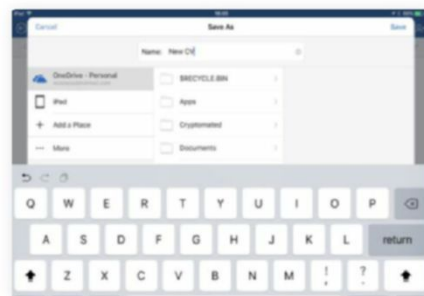 Cancel Save As Save
Name: New CV
OneDrive - Personal
iPad
Add a Place
More
$RECYCLE.BIN
Apps
Cryptomated
Documents
Q W E R T Y U I O P
A S D F G H J K L return
Z X C V B N M ! , ? .